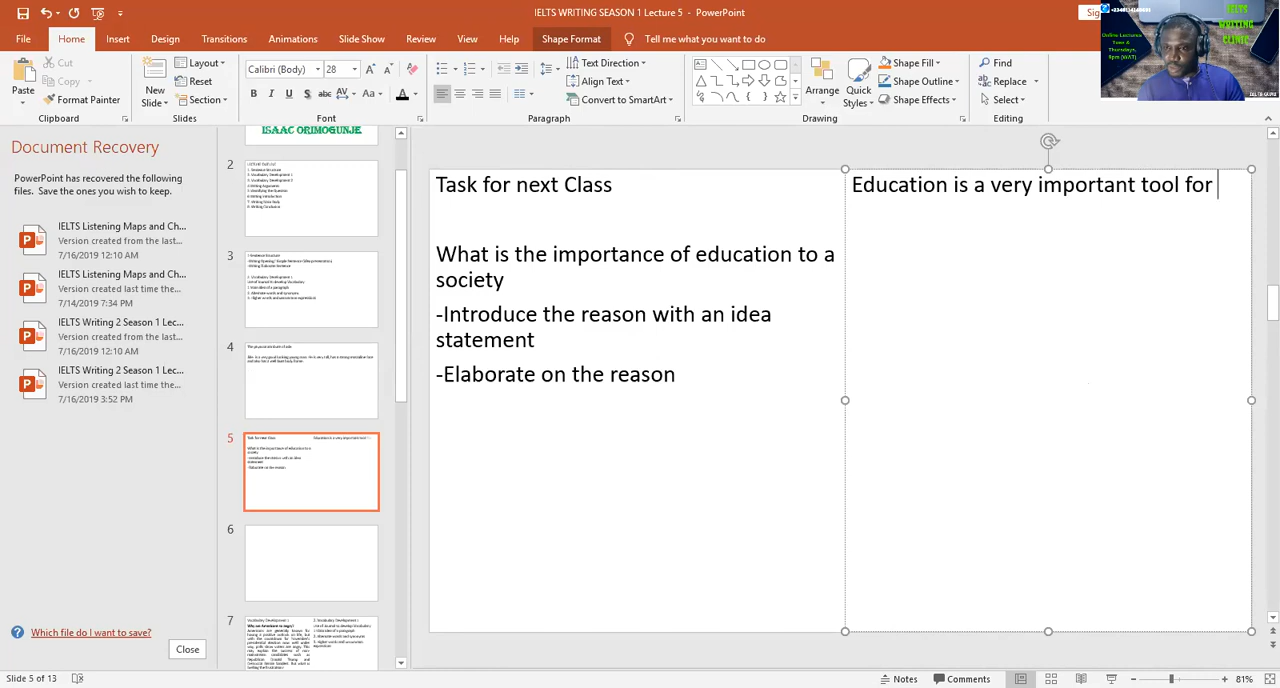 IELTS WRITING SEASON 1 Lecture 5 - PowerPoint
File Home Insert Design Transitions Animations Slide Show Review View Help Shape Format Tell me what you want to do
Paste
Cut
Copy
Format Painter
Clipboard
New Slide
Layout
Reset
Section
Slides
Calibri (Body) 28
Font
Paragraph
Text Direction
Align Text
Convert to SmartArt
Arrange
Quick Styles
Shape Fill
Shape Outline
Shape Effects
Drawing
Find
Replace
Select
Editing
IELTS
WRITING
CLINIC
Document Recovery
PowerPoint has recovered the following
files. Save the ones you wish to keep.
IELTS Listening Maps and Ch...
Version created from the last...
7/16/2019 12:10 AM
IELTS Listening Maps and Ch...
Version created last time the...
7/14/2019 7:34 PM
IELTS Writing 2 Season 1 Lec...
Version created from the last...
7/16/2019 12:10 AM
IELTS Writing 2 Season 1 Lec...
Version created last time the...
7/16/2019 3:52 PM
Which file do I want to save?
Close
ISAAC ORIMOGUNJE
2
3
4
5
6
7
Task for next Class
What is the importance of education to a
society
-Introduce the reason with an idea
statement
-Elaborate on the reason
Education is a very important tool for
Slide 5 of 13
Notes
Comments
81%